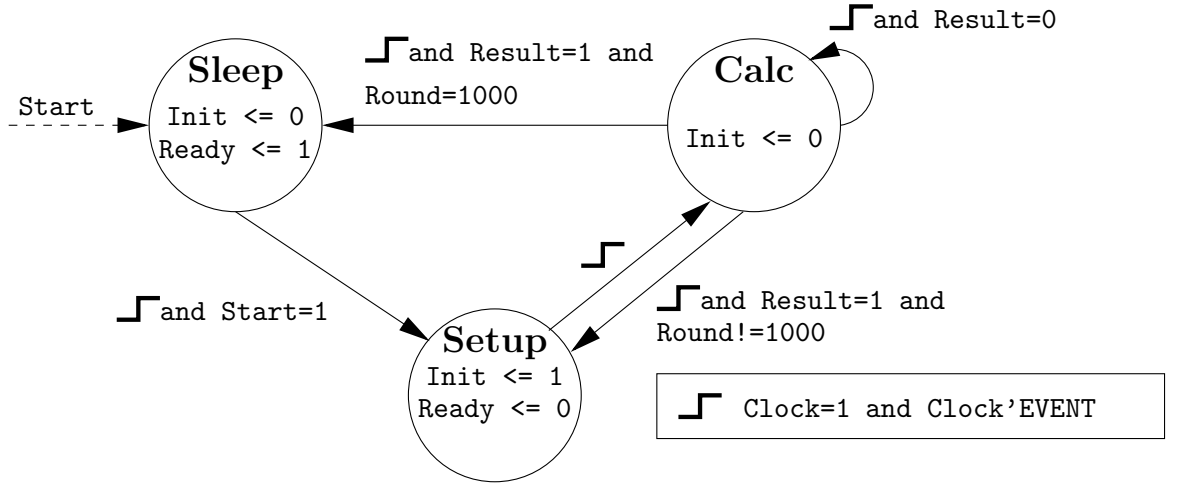 and Result=0
and Result=1 and
Round=1000
Start
Sleep
Init <= 0
Ready <= 1
Calc
Init <= 0
and Start=1
Setup
Init <= 1
Ready <= 0
and Result=1 and
Round!=1000
Clock=1 and Clock'EVENT